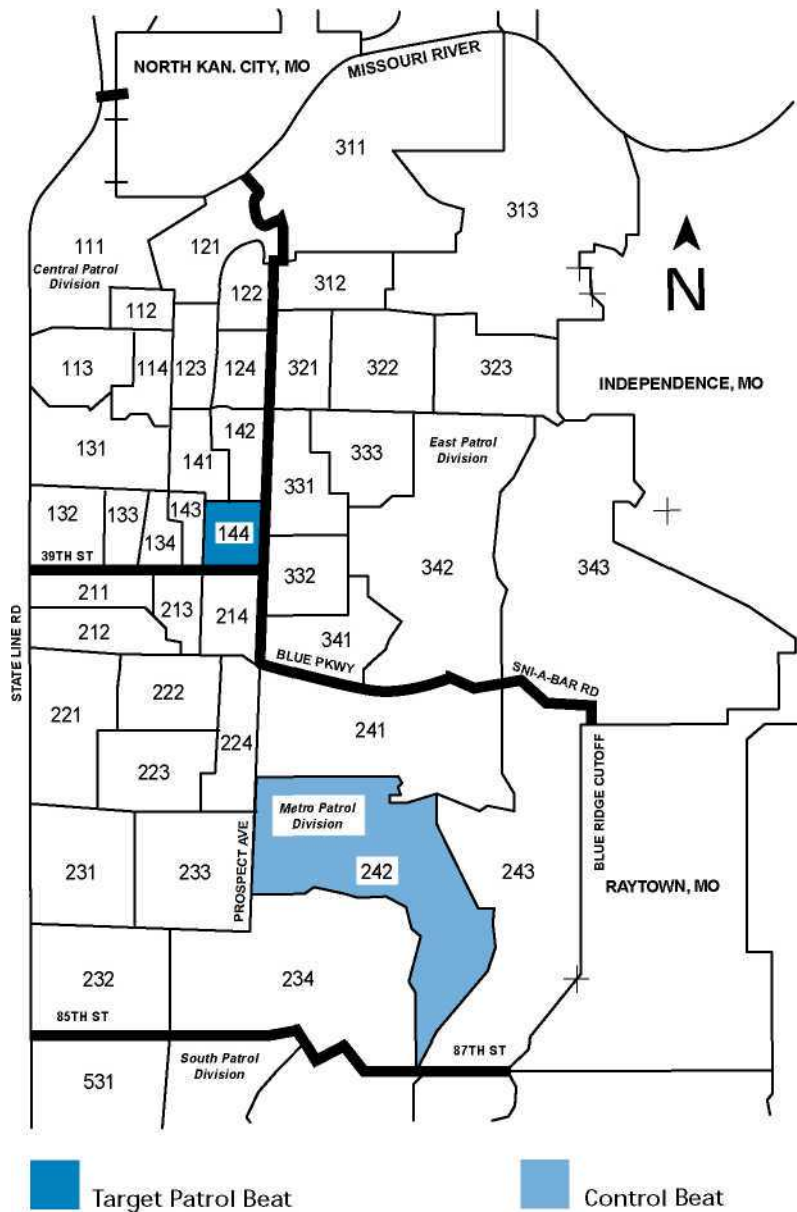 NORTH KAN. CITY, MO
MISSOURI RIVER
311
313
121
111
Central Patrol
Division
N
122
312
112
113
114
123
124
321
322
323
INDEPENDENCE, MO
142
East Patrol
Division
131
141
333
331
132
133
143
144
134
39TH ST
332
342
343
211
213
214
212
341
STATE LINE RD
BLUE PKWY
SNI-A-BAR RD
222
221
224
241
223
BLUE RIDGE CUTOFF
Metro Patrol
Division
PROSPECT AVE
231
233
242
243
RAYTOWN, MO
232
234
85TH ST
87TH ST
South Patrol
Division
531
Target Patrol Beat
Control Beat